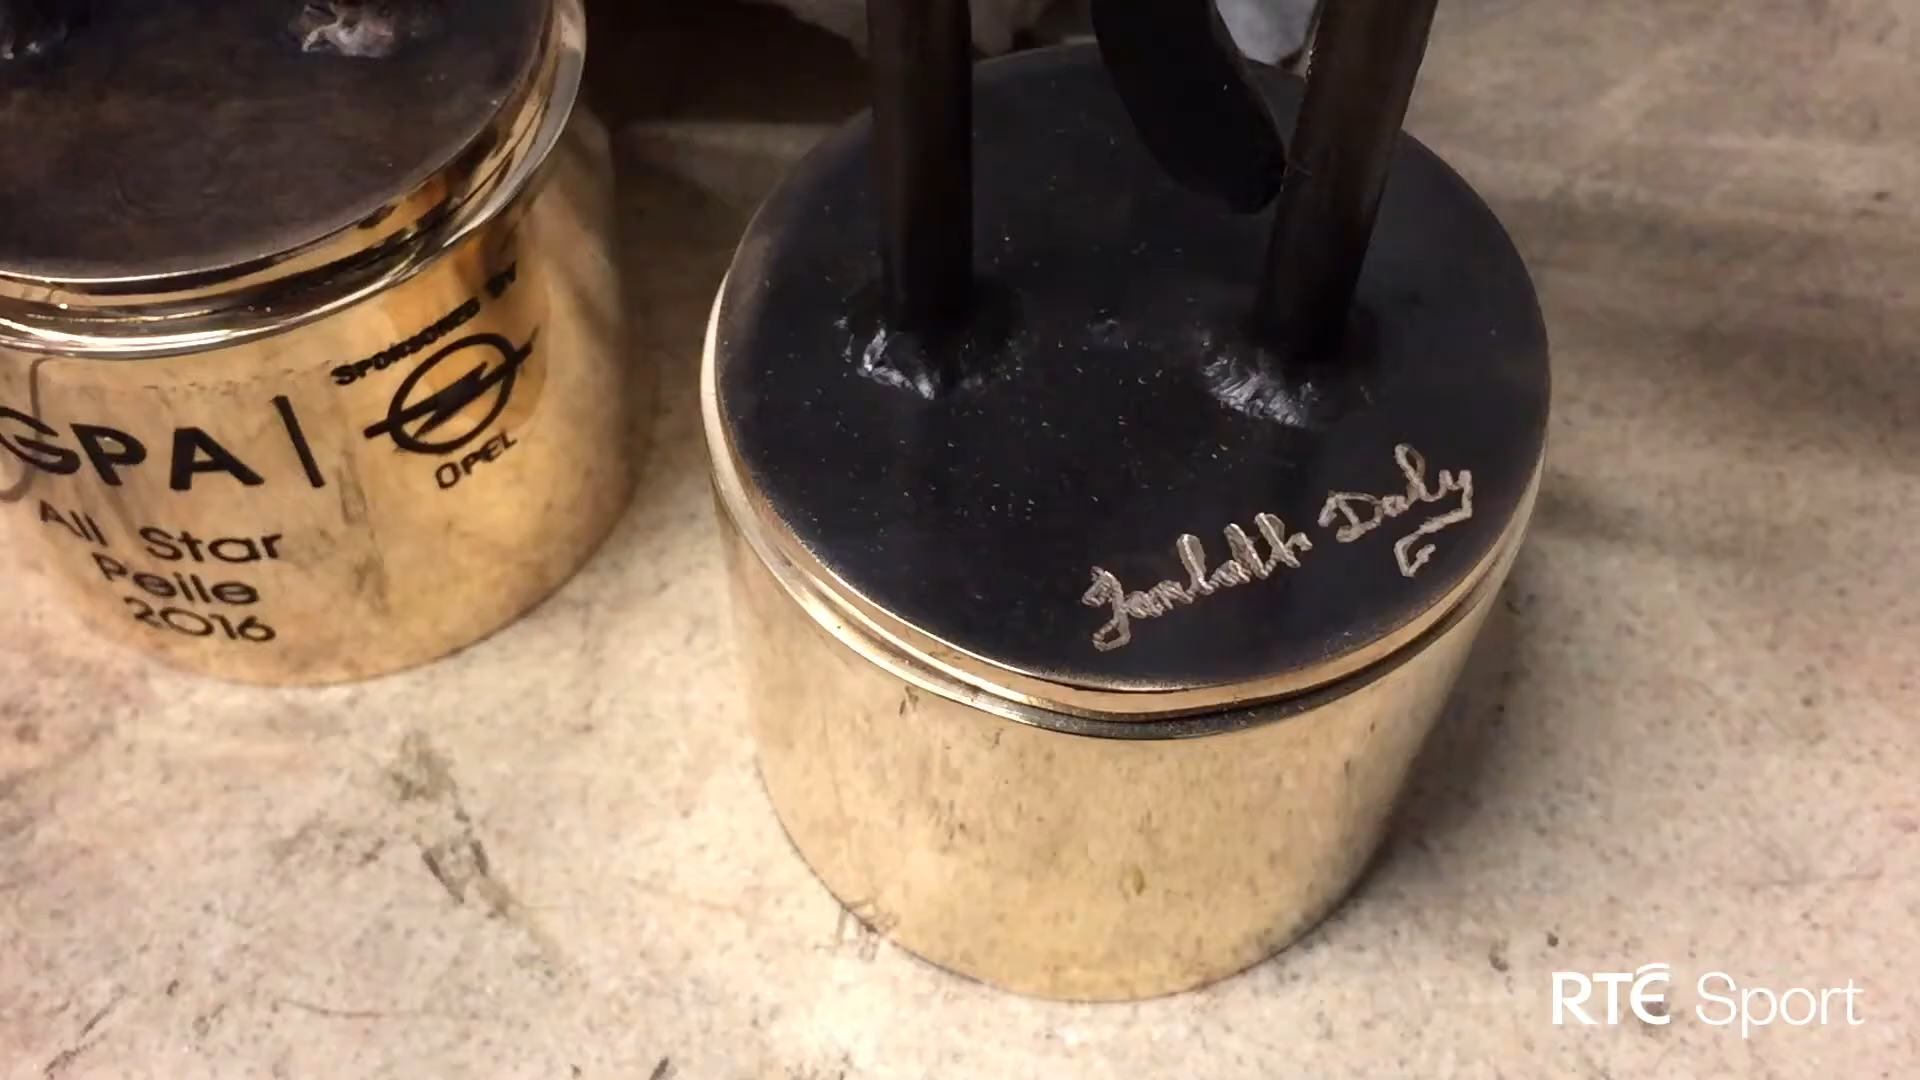 SPONSORED BY
GPA |
OPEL
All Star
Peile
2016
Jarlath Daly
RTÉ Sport